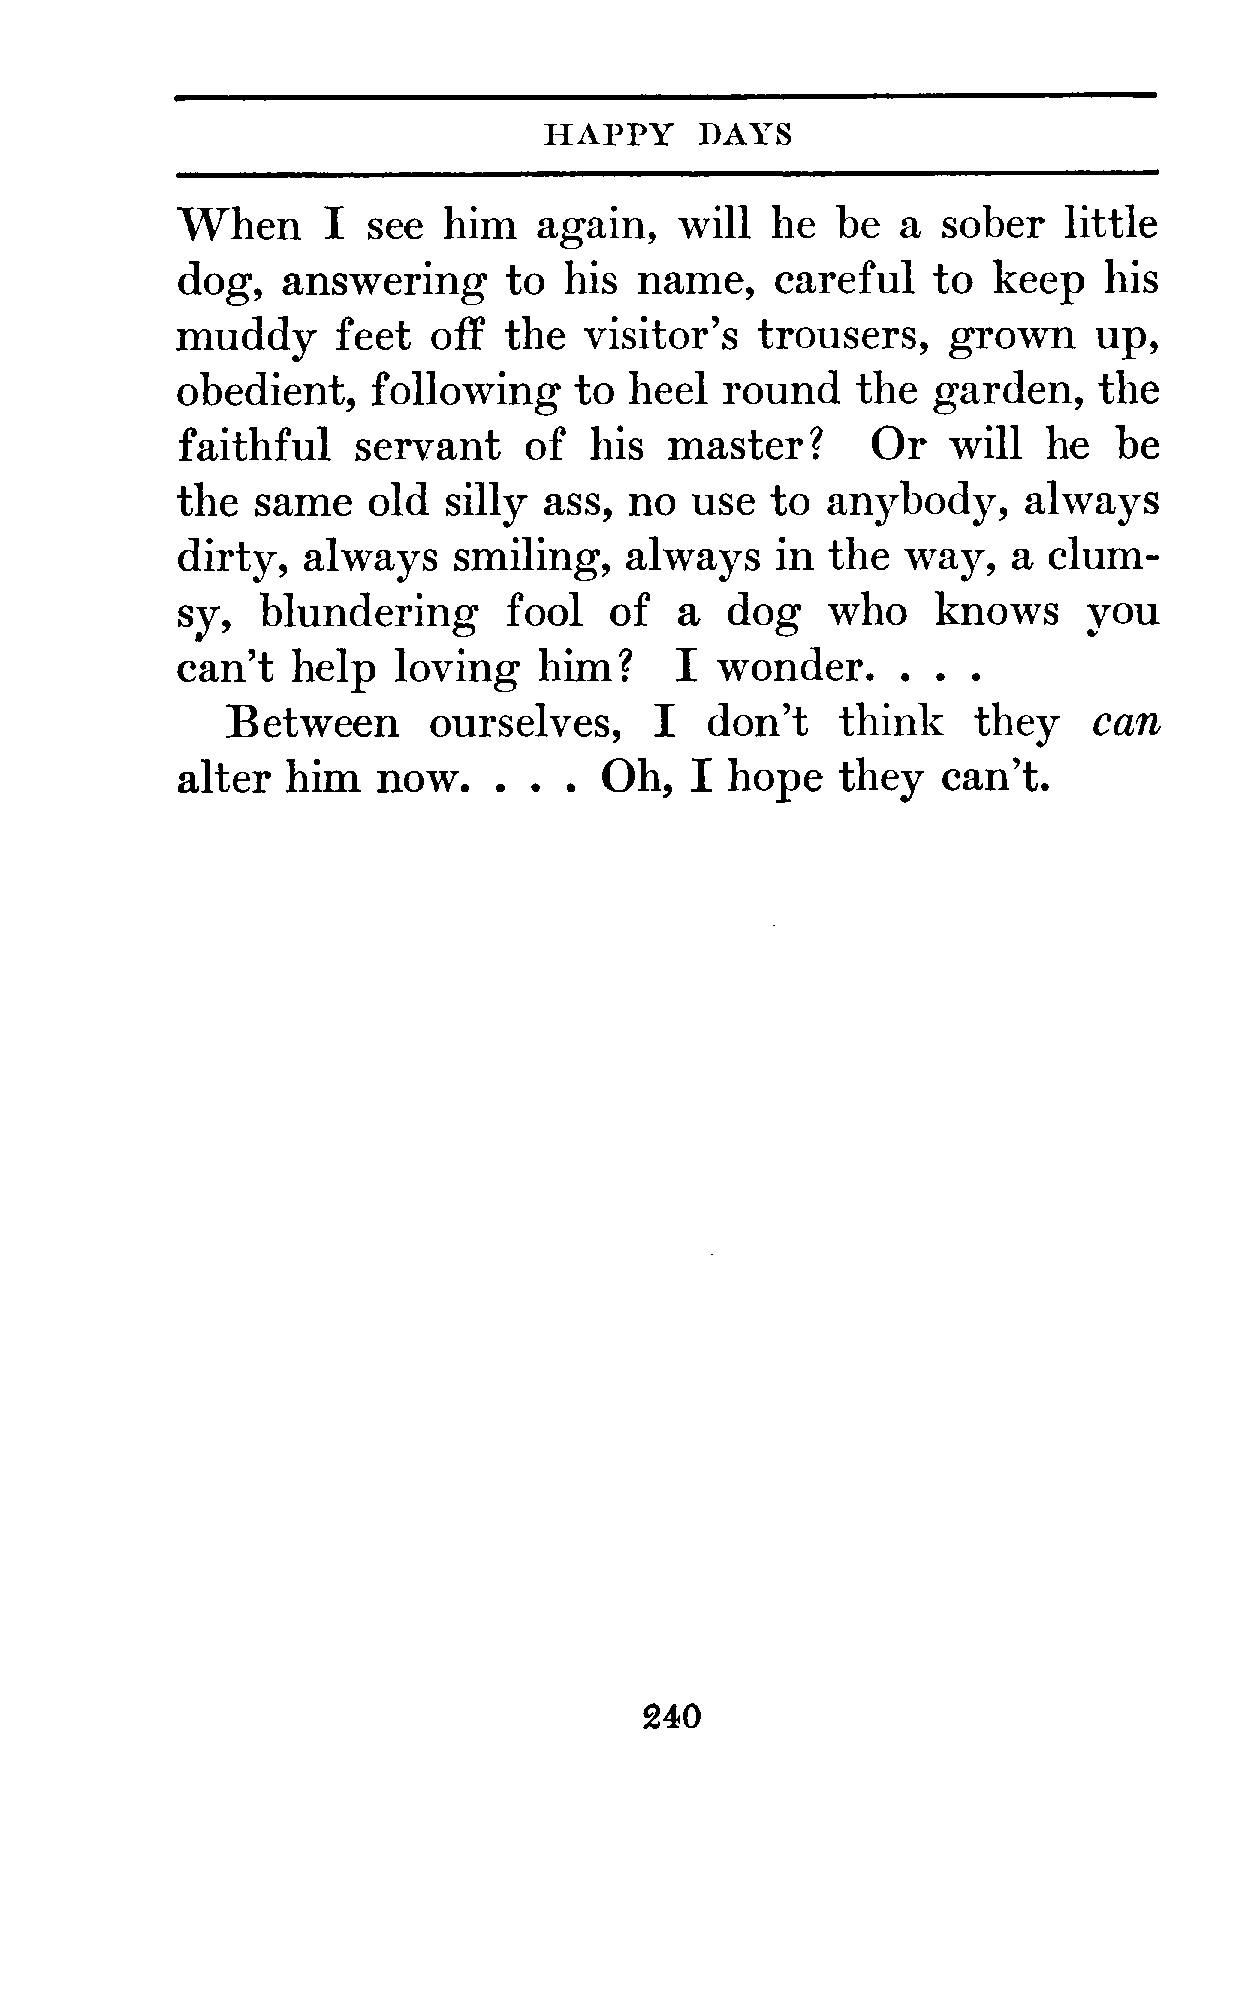 HAPPY DAYS
When I see him again, will he be a sober little
dog, answering to his name, careful to keep his
muddy feet off the visitor's trousers, grown up,
obedient, following to heel round the garden, the
faithful servant of his master? Or will he be
the same old silly ass, no use to anybody, always
dirty, always smiling, always in the way, a clum-
sy, blundering fool of a dog who knows you
can't help loving him? I wonder. . . .
Between ourselves, I don't think they can
alter him now. . . . Oh, I hope they can't.
240